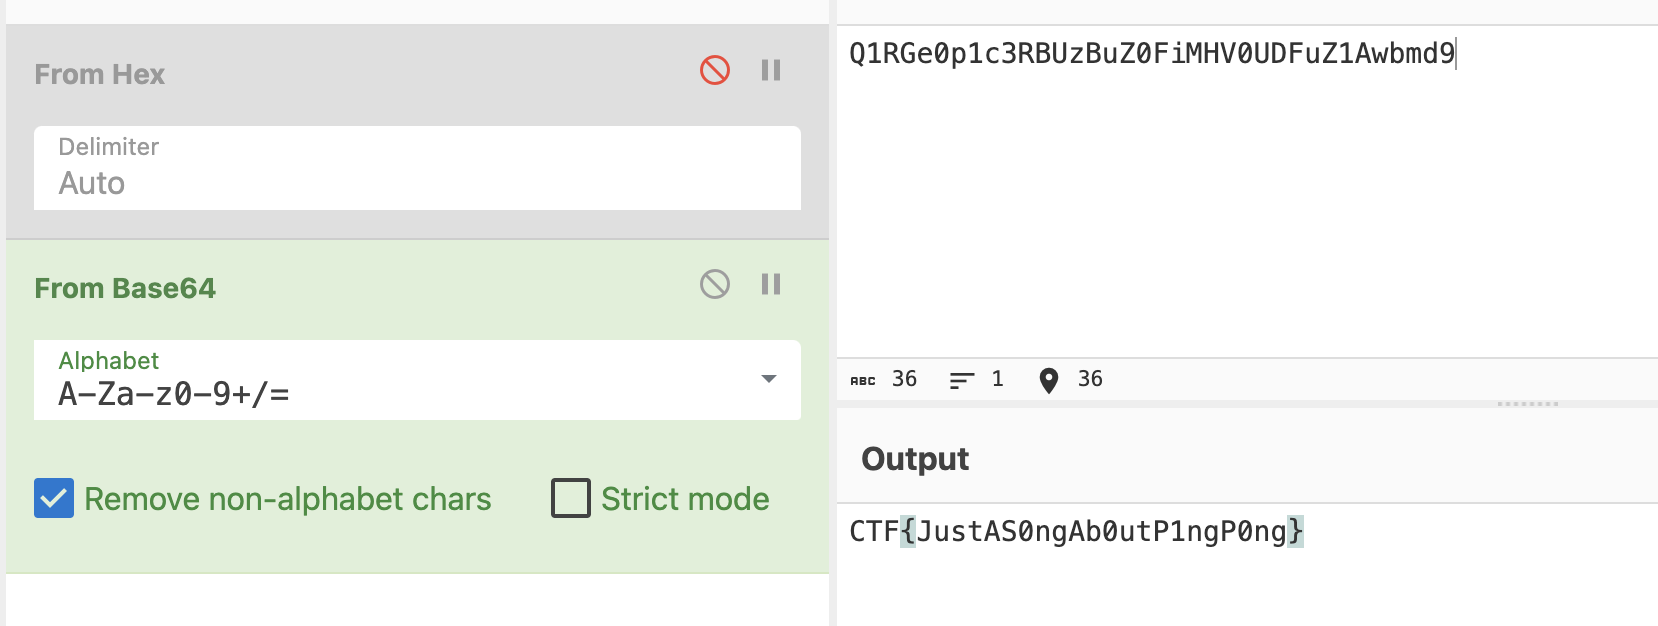 From Hex
Delimiter
Auto
From Base64
Alphabet
A-Za-z0-9+/=
Remove non-alphabet chars
Strict mode
Q1RGe0p1c3RBUzBuZ0FiMHV0UDFuZ1Awbmd9
ABC 36 1 36
Output
CTF{JustAS0ngAb0utP1ngP0ng}